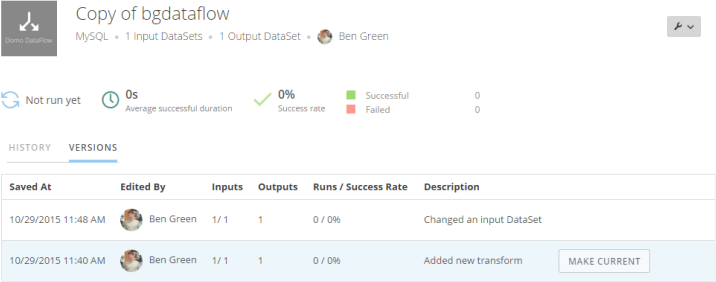 Copy of bgdataflow
Domo DataFlow
MySQL • 1 Input DataSets • 1 Output DataSet • Ben Green
Not run yet
0s
Average successful duration
0%
Success rate
Successful 0
Failed 0
HISTORY VERSIONS
Saved At Edited By Inputs Outputs Runs / Success Rate Description
10/29/2015 11:48 AM Ben Green 1/ 1 1 0 / 0% Changed an input DataSet
10/29/2015 11:40 AM Ben Green 1/ 1 1 0 / 0% Added new transform MAKE CURRENT